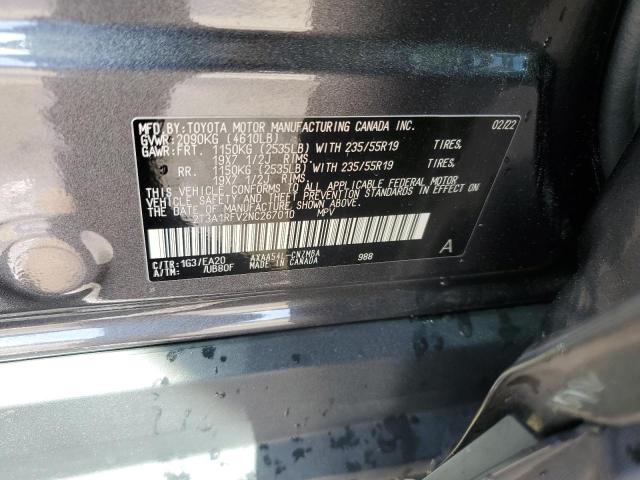 MFD. BY: TOYOTA MOTOR MANUFACTURING CANADA INC. 02/22
GVWR: 2090KG (4610LB)
GAWR: FRT. 1150KG (2535LB) WITH 235/55R19 TIRES,
19X7 1/2J RIMS.
RR. 1150KG (2535LB) WITH 235/55R19 TIRES,
19X7 1/2J RIMS.
THIS VEHICLE CONFORMS TO ALL APPLICABLE FEDERAL MOTOR
VEHICLE SAFETY AND THEFT PREVENTION STANDARDS IN EFFECT
ON THE DATE OF MANUFACTURE SHOWN ABOVE.
2T3A1RFV2NC267010 MPV
A
C/TR: 1G3/EA20 AXAA54L-CNZMBA 988
A/TM: /UB80F MADE IN CANADA